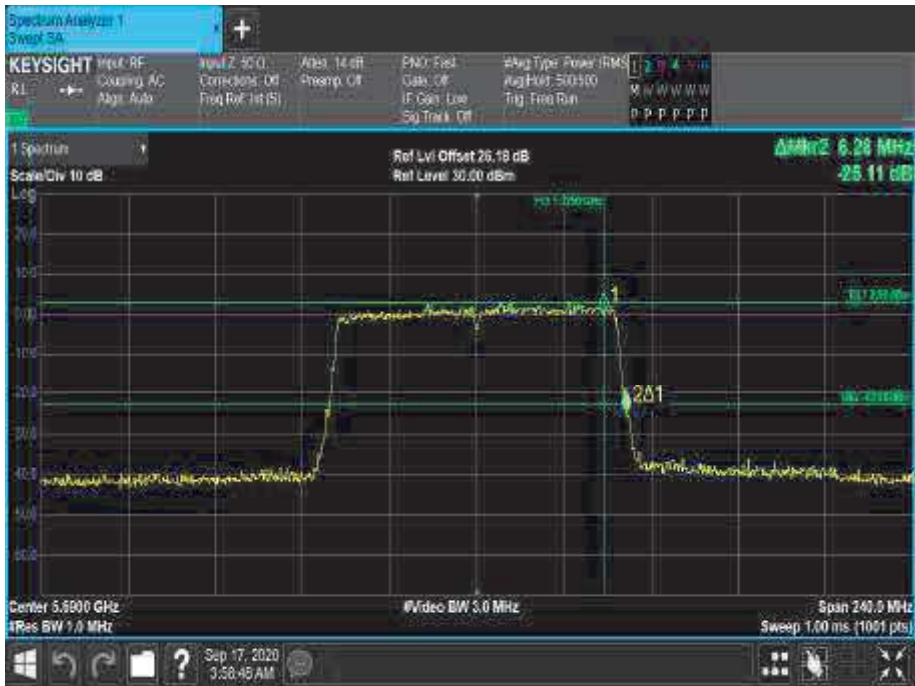 Spectrum Analyzer 1
Swept SA
+
KEYSIGHT Input: RF
RL
Coupling: AC
Align: Auto
Input Z: 50 Ω
Corrections: Off
Freq Ref: Int (S)
Atten: 14 dB
Preamp: Off
PNO: Fast
Gate: Off
IF Gain: Low
Sig Track: Off
#Avg Type: Power (RMS
Avg|Hold: 500/500
Trig: Free Run
M W W W W W
P P P P P P
1 Spectrum
Scale/Div 10 dB
Ref Lvl Offset 26.18 dB
Ref Level 30.00 dBm
ΔMkr2 6.28 MHz
-25.11 dB
Log
1
2Δ1
Center 5.6900 GHz
#Res BW 1.0 MHz
#Video BW 3.0 MHz
Span 240.0 MHz
Sweep 1.00 ms (1001 pts)
?
Sep 17, 2020
3:58:46 AM